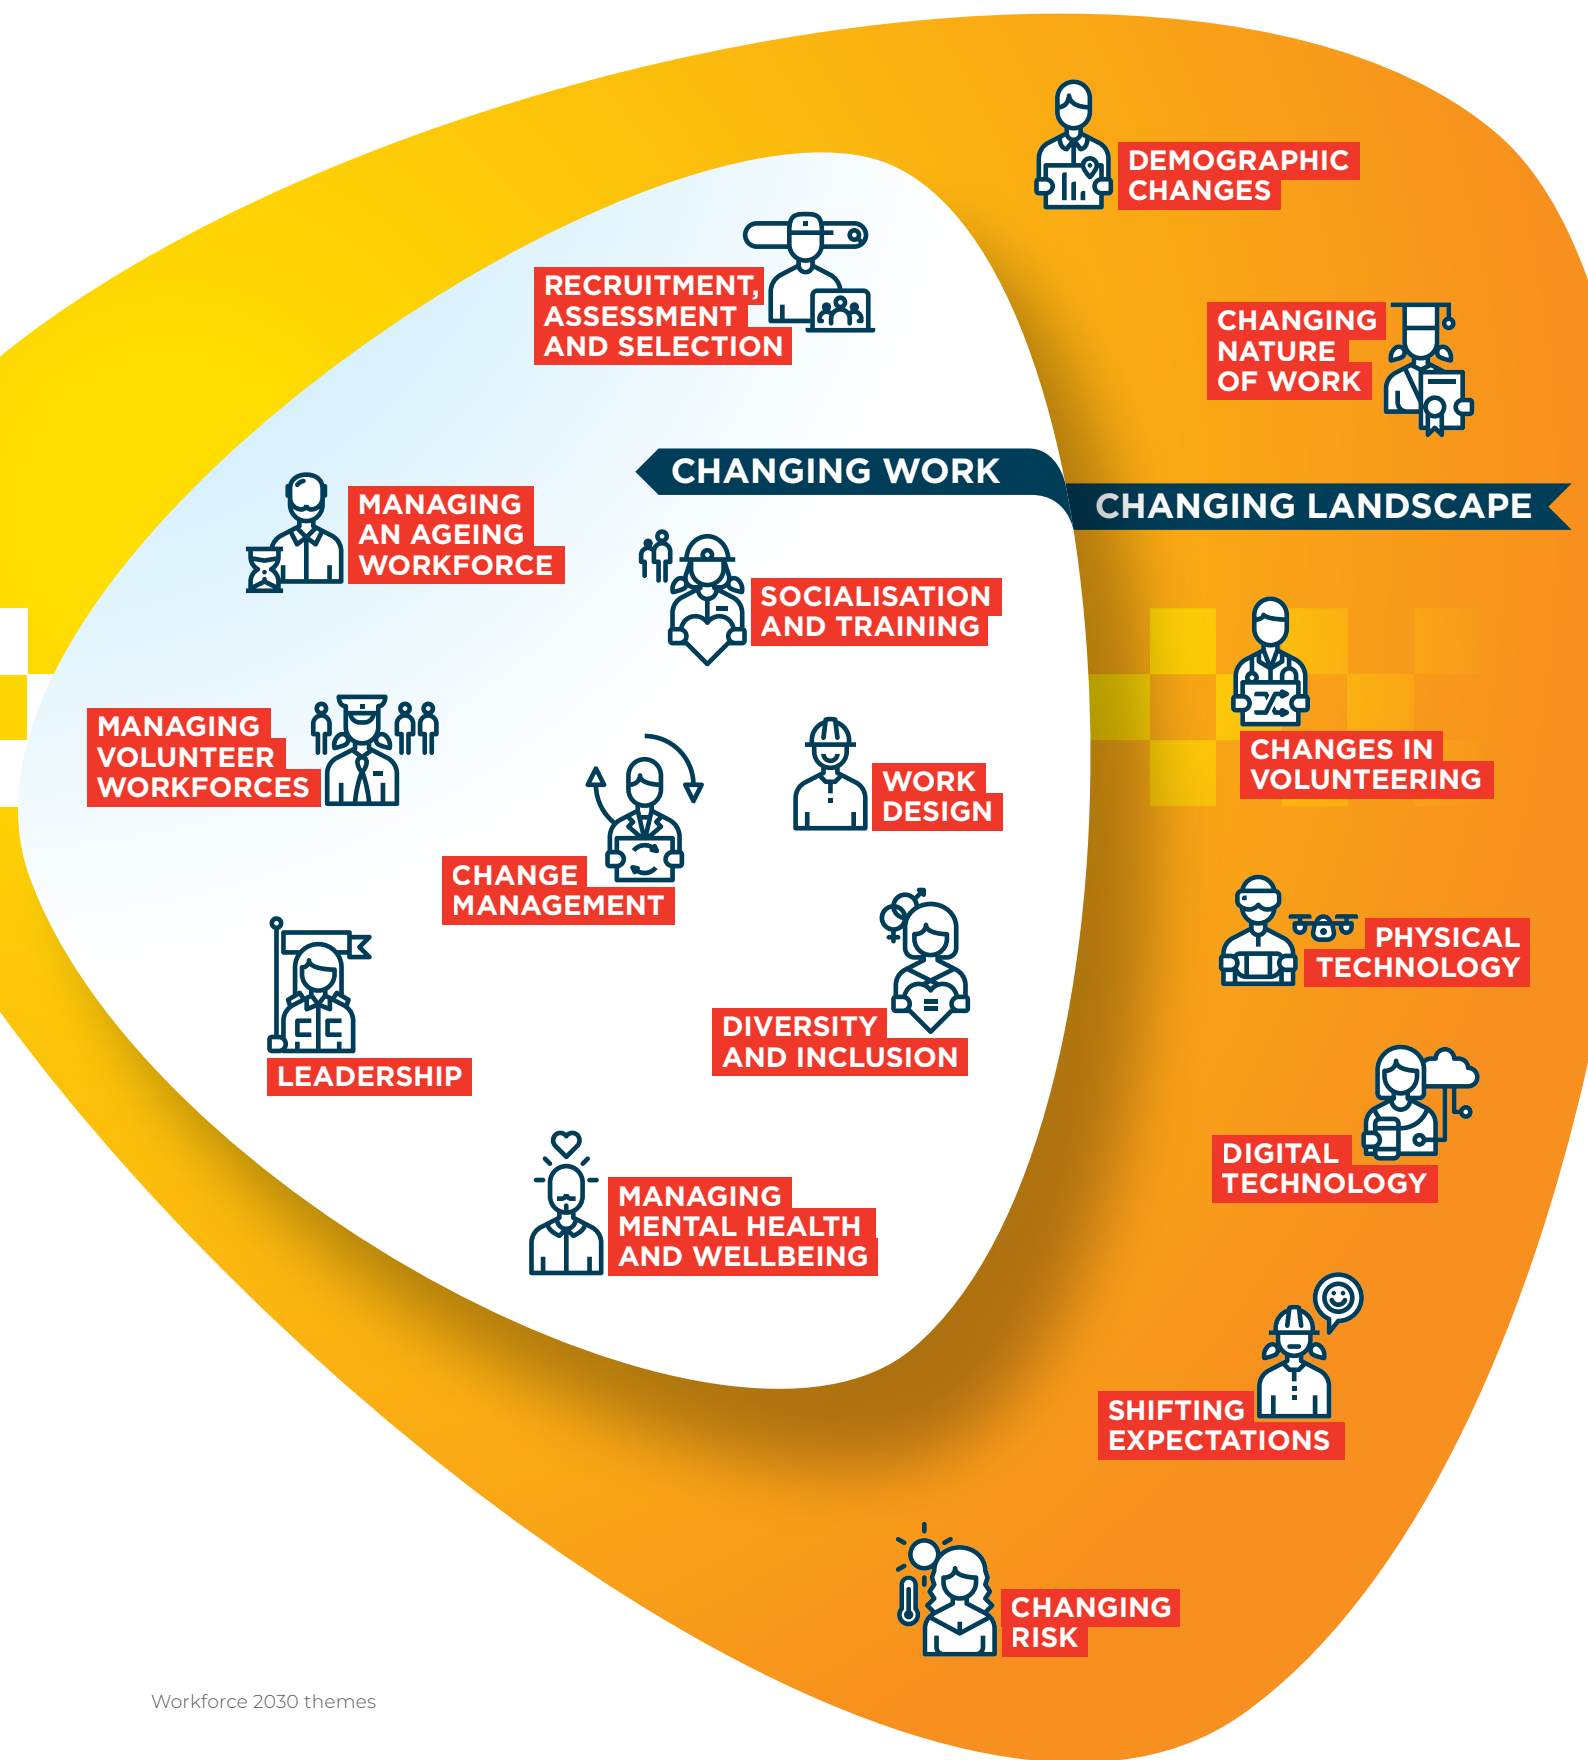 DEMOGRAPHIC
CHANGES
RECRUITMENT,
ASSESSMENT
AND SELECTION
CHANGING
NATURE
OF WORK
CHANGING WORK
CHANGING LANDSCAPE
MANAGING
AN AGEING
WORKFORCE
SOCIALISATION
AND TRAINING
MANAGING
VOLUNTEER
WORKFORCES
CHANGES IN
VOLUNTEERING
WORK
DESIGN
CHANGE
MANAGEMENT
PHYSICAL
TECHNOLOGY
DIVERSITY
AND INCLUSION
LEADERSHIP
DIGITAL
TECHNOLOGY
MANAGING
MENTAL HEALTH
AND WELLBEING
SHIFTING
EXPECTATIONS
CHANGING
RISK
Workforce 2030 themes